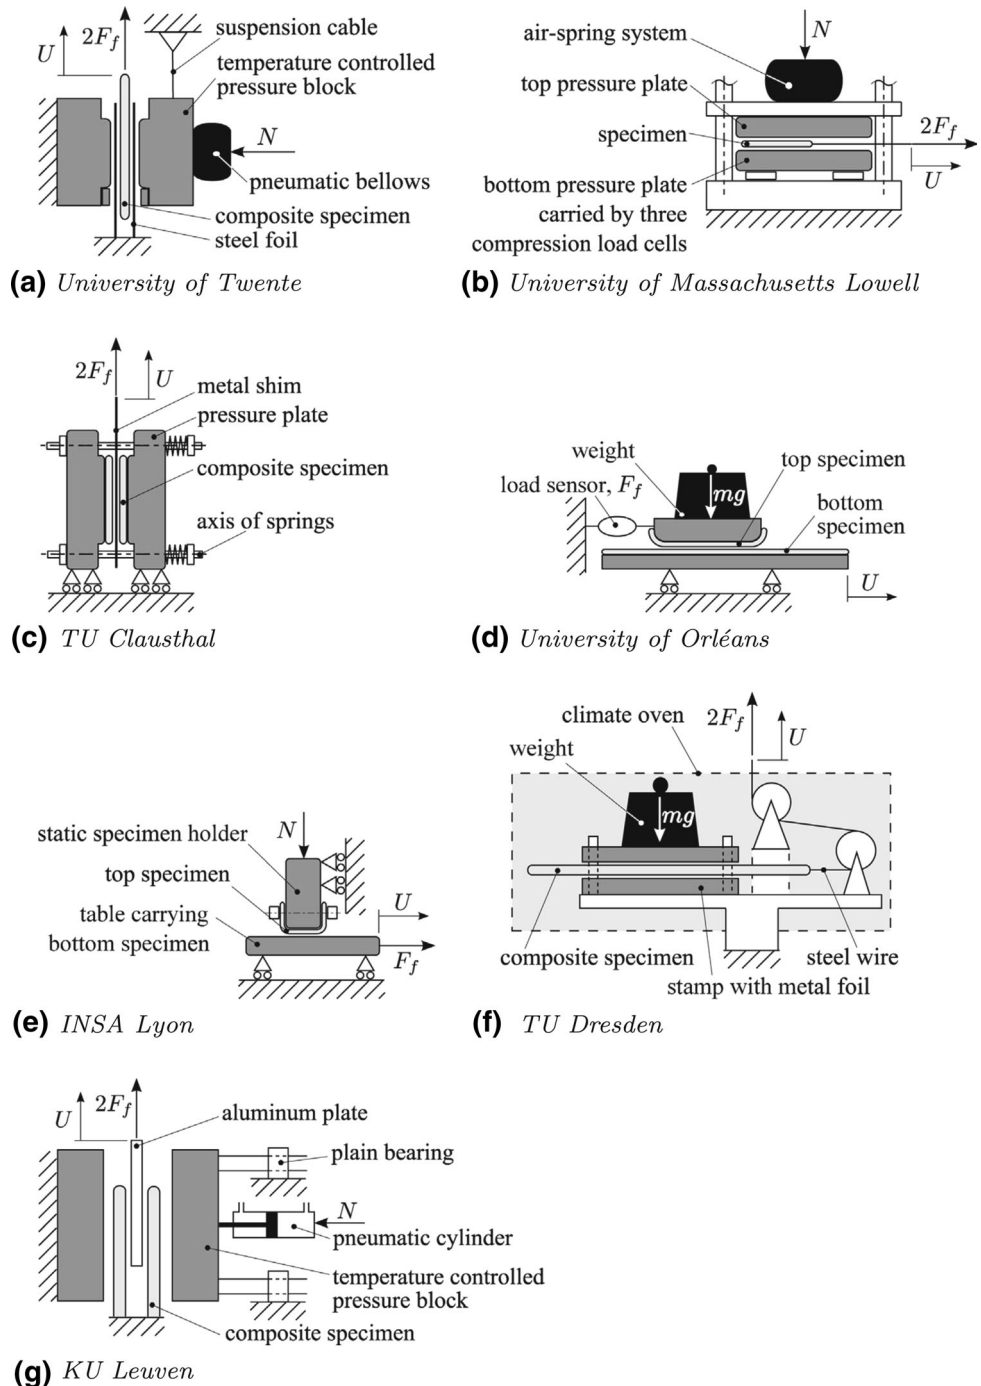 U
2F_f
suspension cable
temperature controlled
pressure block
N
pneumatic bellows
composite specimen
steel foil
(a) University of Twente
N
air-spring system
top pressure plate
specimen
2F_f
U
bottom pressure plate
carried by three
compression load cells
(b) University of Massachusetts Lowell
2F_f
U
metal shim
pressure plate
composite specimen
axis of springs
(c) TU Clausthal
weight
top specimen
load sensor, F_f
mg
bottom
specimen
U
(d) University of Orléans
N
static specimen holder
top specimen
table carrying
bottom specimen
U
F_f
(e) INSA Lyon
climate oven
2F_f
U
weight
mg
composite specimen
steel wire
stamp with metal foil
(f) TU Dresden
U
2F_f
aluminum plate
plain bearing
N
pneumatic cylinder
temperature controlled
pressure block
composite specimen
(g) KU Leuven